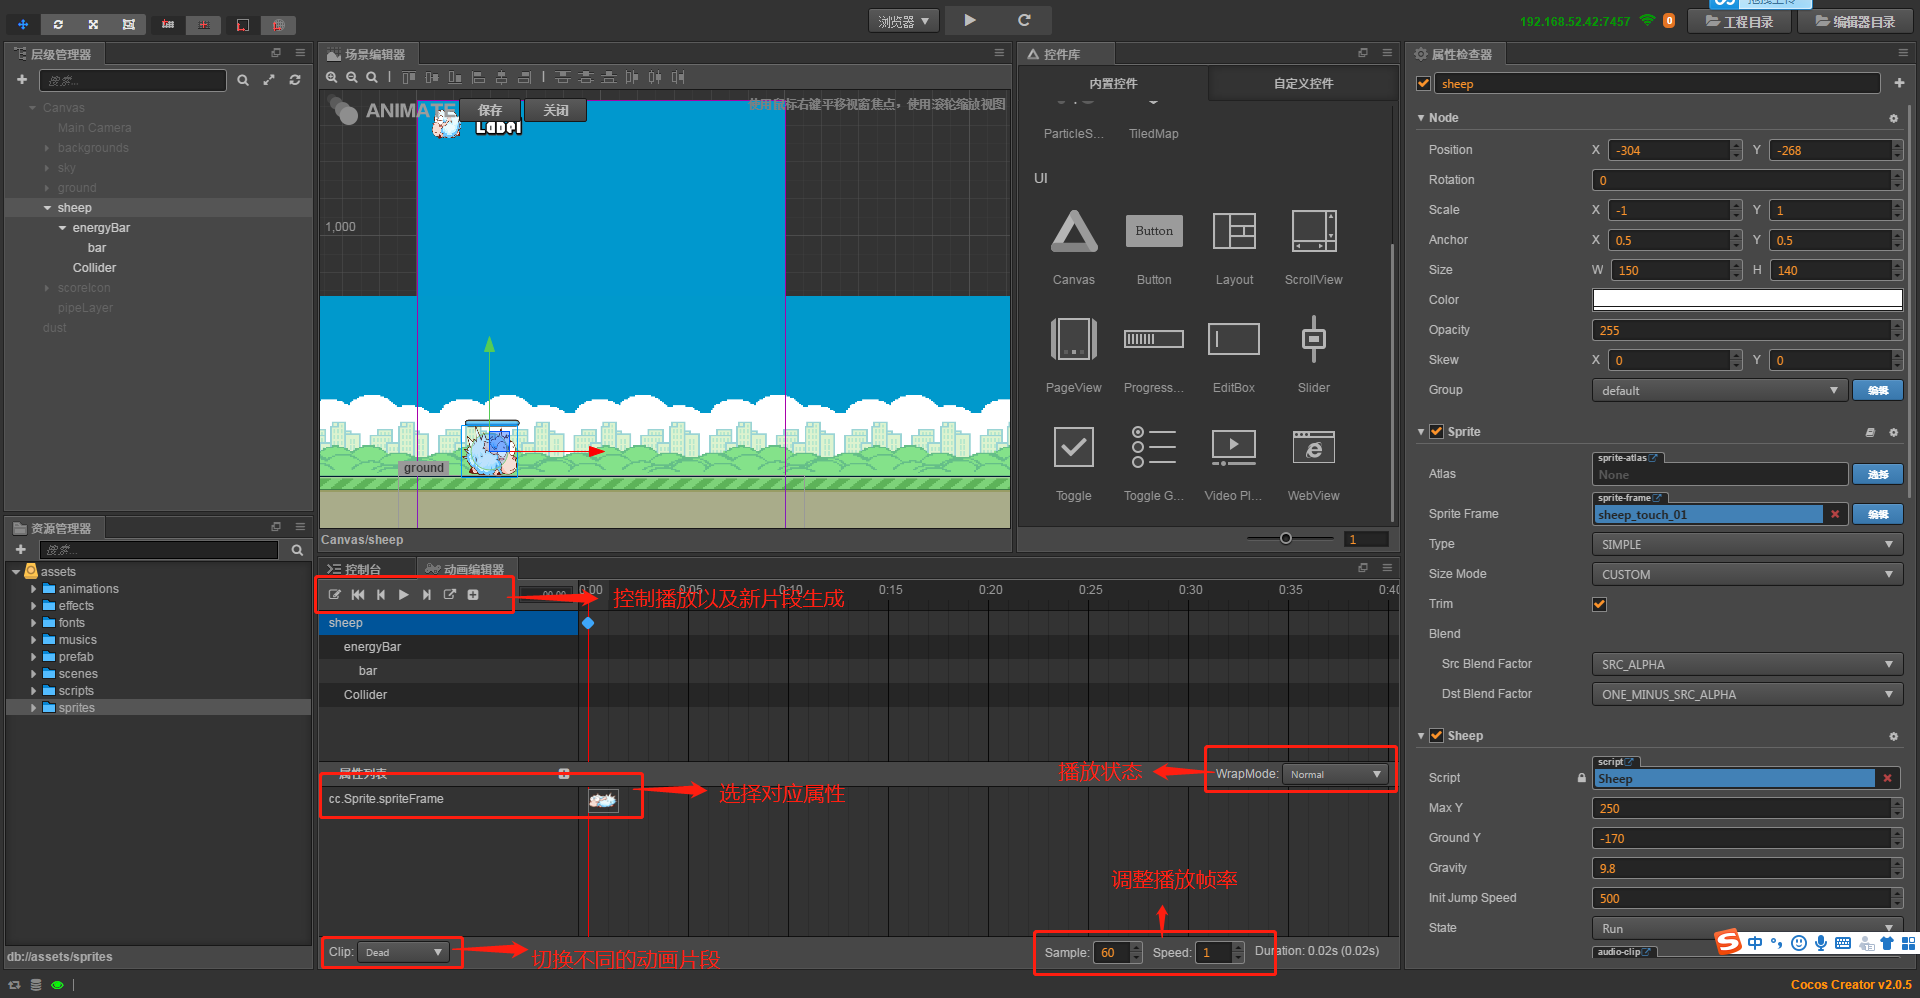 浏览器
192.168.52.42:7457
0
工程目录
编辑器目录
层级管理器
搜索...
Canvas
Main Camera
backgrounds
sky
ground
sheep
energyBar
bar
Collider
scoreIcon
pipeLayer
dust
场景编辑器
ANIMATE
保存
关闭
使用鼠标右键平移视窗焦点，使用滚轮缩放视图
Label
1,000
ground
Canvas/sheep
控件库
内置控件
自定义控件
ParticleS...
TiledMap
UI
Button
Canvas
Button
Layout
ScrollView
PageView
Progress...
EditBox
Slider
Toggle
Toggle G...
Video Pl...
WebView
1
资源管理器
搜索...
assets
animations
effects
fonts
musics
prefab
scenes
scripts
sprites
db://assets/sprites
控制台
动画编辑器
00:00
0:00
0:05
0:10
0:15
0:20
0:25
0:30
0:35
0:40
控制播放以及新片段生成
sheep
energyBar
bar
Collider
属性列表
播放状态
WrapMode:
Normal
cc.Sprite.spriteFrame
选择对应属性
调整播放帧率
Clip:
Dead
切换不同的动画片段
Sample:
60
Speed:
1
Duration: 0.02s (0.02s)
属性检查器
sheep
Node
Position
X
-304
Y
-268
Rotation
0
Scale
X
-1
Y
1
Anchor
X
0.5
Y
0.5
Size
W
150
H
140
Color
Opacity
255
Skew
X
0
Y
0
Group
default
编辑
Sprite
sprite-atlas
Atlas
None
选择
sprite-frame
Sprite Frame
sheep_touch_01
编辑
Type
SIMPLE
Size Mode
CUSTOM
Trim
Blend
Src Blend Factor
SRC_ALPHA
Dst Blend Factor
ONE_MINUS_SRC_ALPHA
Sheep
script
Script
Sheep
Max Y
250
Ground Y
-170
Gravity
9.8
Init Jump Speed
500
State
Run
audio-clip
中
Cocos Creator v2.0.5